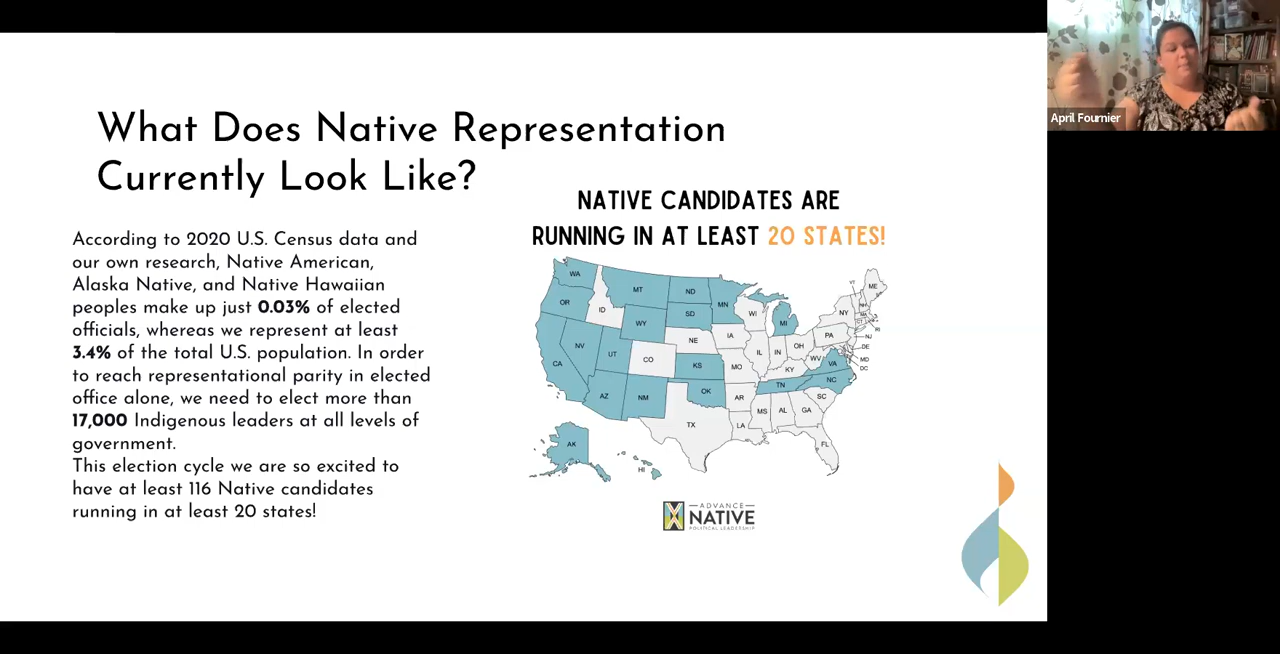 What Does Native Representation
Currently Look Like?
According to 2020 U.S. Census data and
our own research, Native American,
Alaska Native, and Native Hawaiian
peoples make up just 0.03% of elected
officials, whereas we represent at least
3.4% of the total U.S. population. In order
to reach representational parity in elected
office alone, we need to elect more than
17,000 Indigenous leaders at all levels of
government.
This election cycle we are so excited to
have at least 116 Native candidates
running in at least 20 states!
NATIVE CANDIDATES ARE
RUNNING IN AT LEAST 20 STATES!
WA
MT
ND
MN
OR
ID
SD
WY
WI
MI
NY
VT
ME
NH
MA
CT
RI
NJ
PA
DE
MD
DC
NV
UT
CA
CO
NE
IA
IL
IN
OH
WV
VA
KS
MO
KY
NC
TN
AZ
NM
OK
AR
SC
MS
AL
GA
TX
LA
FL
AK
HI
ADVANCE
NATIVE
POLITICAL LEADERSHIP
April Fournier